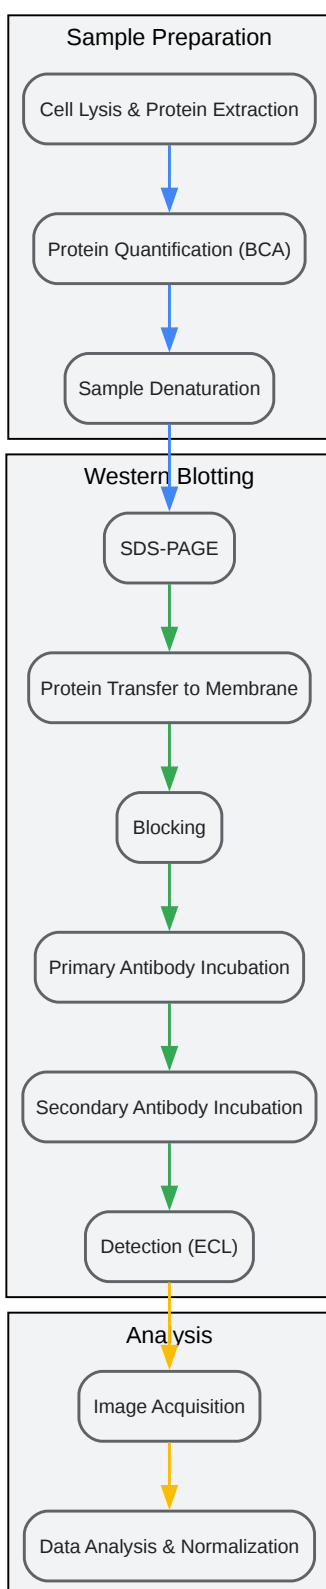 Sample Preparation
Cell Lysis & Protein Extraction
Protein Quantification (BCA)
Sample Denaturation
Western Blotting
SDS-PAGE
Protein Transfer to Membrane
Blocking
Primary Antibody Incubation
Secondary Antibody Incubation
Detection (ECL)
Analysis
Image Acquisition
Data Analysis & Normalization